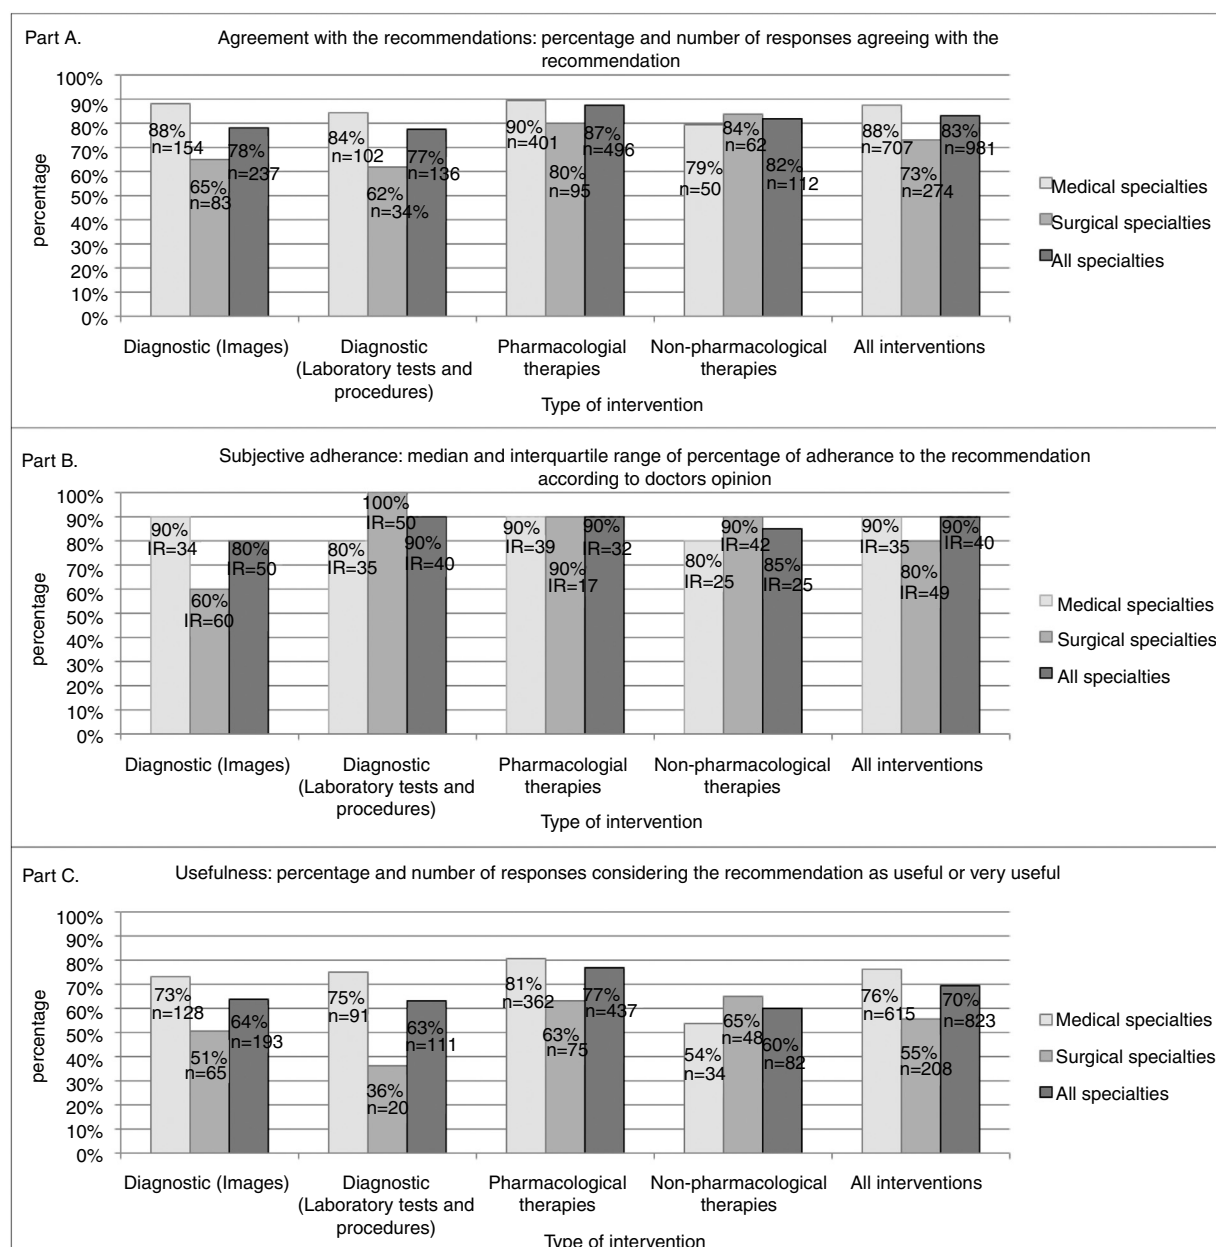 Part A.
Agreement with the recommendations: percentage and number of responses agreeing with the
recommendation
percentage
100%
90%
80%
70%
60%
50%
40%
30%
20%
10%
0%
88%
n=154
65%
n=83
78%
n=237
84%
n=102
62%
n=34%
77%
n=136
90%
n=401
80%
n=95
87%
n=496
79%
n=50
84%
n=62
82%
n=112
88%
n=707
73%
n=274
83%
n=981
Medical specialties
Surgical specialties
All specialties
Diagnostic (Images)
Diagnostic
(Laboratory tests and
procedures)
Pharmacologial
therapies
Non-pharmacological
therapies
All interventions
Type of intervention
Part B.
Subjective adherance: median and interquartile range of percentage of adherance to the recommendation
according to doctors opinion
percentage
100%
90%
80%
70%
60%
50%
40%
30%
20%
10%
0%
90%
IR=34
60%
IR=60
80%
IR=50
80%
IR=35
100%
IR=50
90%
IR=40
90%
IR=39
90%
IR=17
90%
IR=32
80%
IR=25
90%
IR=42
85%
IR=25
90%
IR=35
80%
IR=49
90%
IR=40
Medical specialties
Surgical specialties
All specialties
Diagnostic (Images)
Diagnostic
(Laboratory tests and
procedures)
Pharmacologial
therapies
Non-pharmacological
therapies
All interventions
Type of intervention
Part C.
Usefulness: percentage and number of responses considering the recommendation as useful or very useful
percentage
100%
90%
80%
70%
60%
50%
40%
30%
20%
10%
0%
73%
n=128
51%
n=65
64%
n=193
75%
n=91
36%
n=20
63%
n=111
81%
n=362
63%
n=75
77%
n=437
54%
n=34
65%
n=48
60%
n=82
76%
n=615
55%
n=208
70%
n=823
Medical specialties
Surgical specialties
All specialties
Diagnostic (Images)
Diagnostic
(Laboratory tests and
procedures)
Pharmacological
therapies
Non-pharmacological
therapies
All interventions
Type of intervention